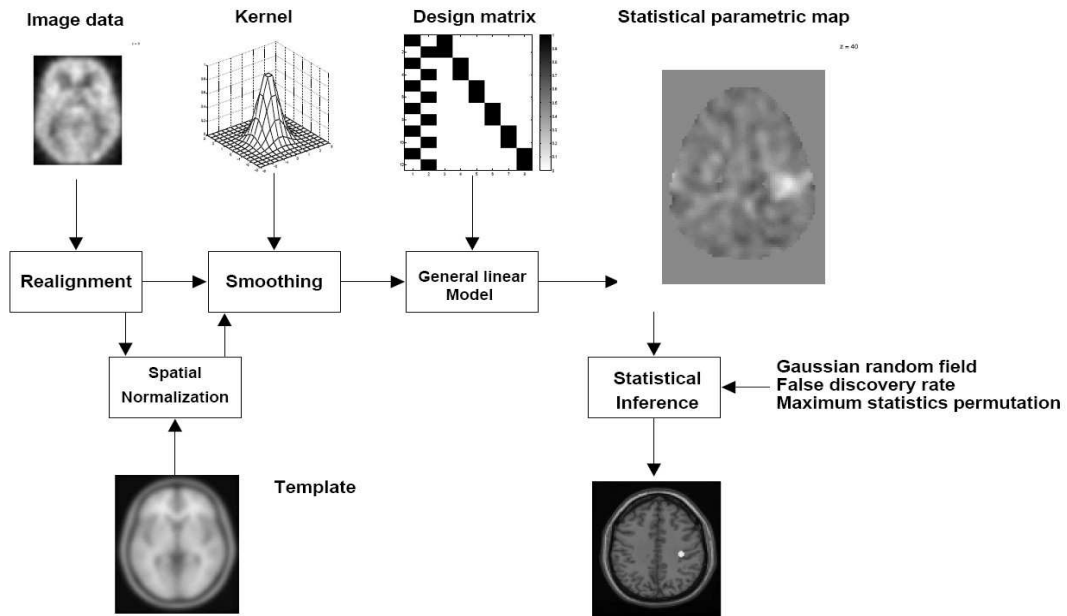 Image data
Kernel
Design matrix
Statistical parametric map
z = 40
Realignment
Smoothing
General linear
Model
Spatial
Normalization
Statistical
Inference
Gaussian random field
False discovery rate
Maximum statistics permutation
Template